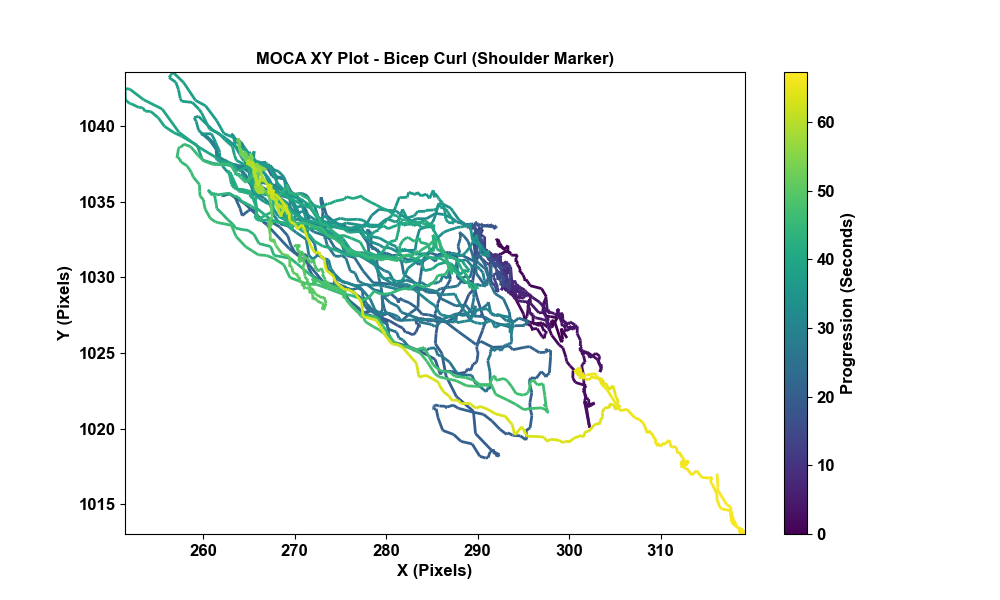 MOCA XY Plot - Bicep Curl (Shoulder Marker)
1040
1035
1030
1025
1020
1015
Y (Pixels)
260 270 280 290 300 310
X (Pixels)
60
50
40
30
20
10
0
Progression (Seconds)